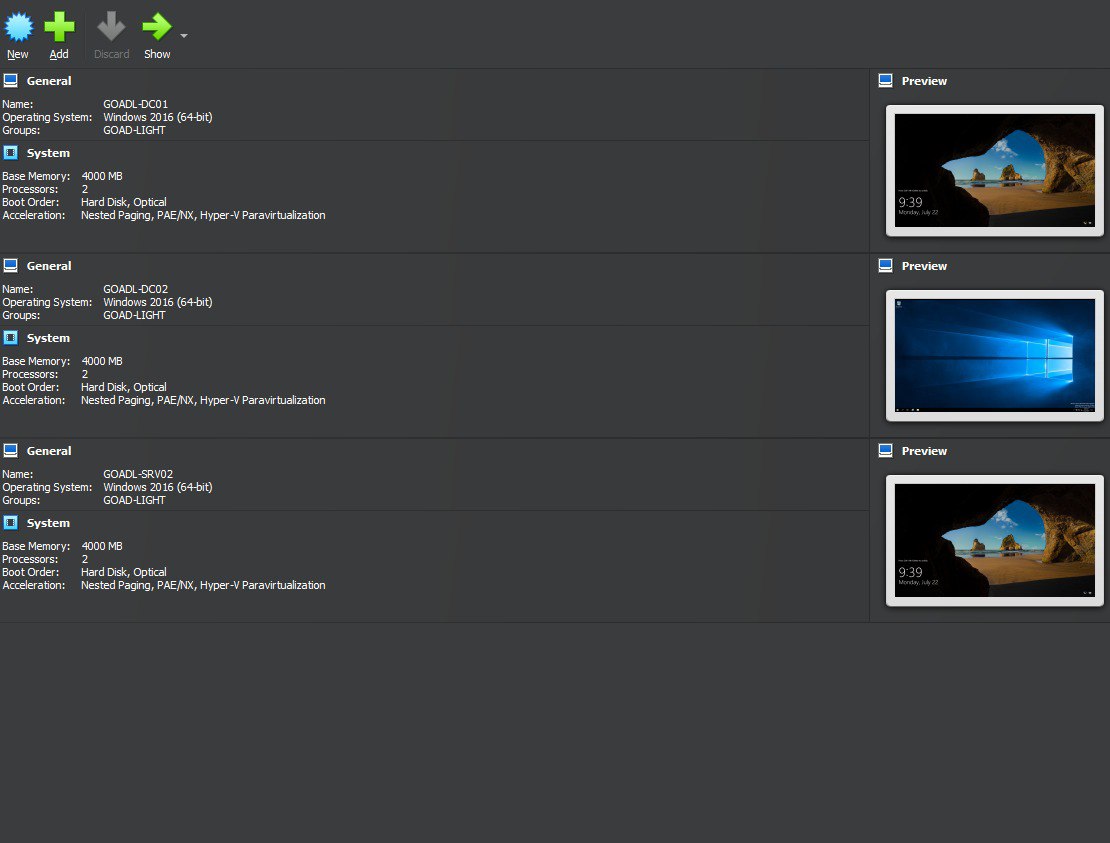 New Add Discard Show
General
Name: GOADL-DC01
Operating System: Windows 2016 (64-bit)
Groups: GOAD-LIGHT
System
Base Memory: 4000 MB
Processors: 2
Boot Order: Hard Disk, Optical
Acceleration: Nested Paging, PAE/NX, Hyper-V Paravirtualization
Preview
9:39
Monday, July 22
General
Name: GOADL-DC02
Operating System: Windows 2016 (64-bit)
Groups: GOAD-LIGHT
System
Base Memory: 4000 MB
Processors: 2
Boot Order: Hard Disk, Optical
Acceleration: Nested Paging, PAE/NX, Hyper-V Paravirtualization
Preview
General
Name: GOADL-SRV02
Operating System: Windows 2016 (64-bit)
Groups: GOAD-LIGHT
System
Base Memory: 4000 MB
Processors: 2
Boot Order: Hard Disk, Optical
Acceleration: Nested Paging, PAE/NX, Hyper-V Paravirtualization
Preview
9:39
Monday, July 22